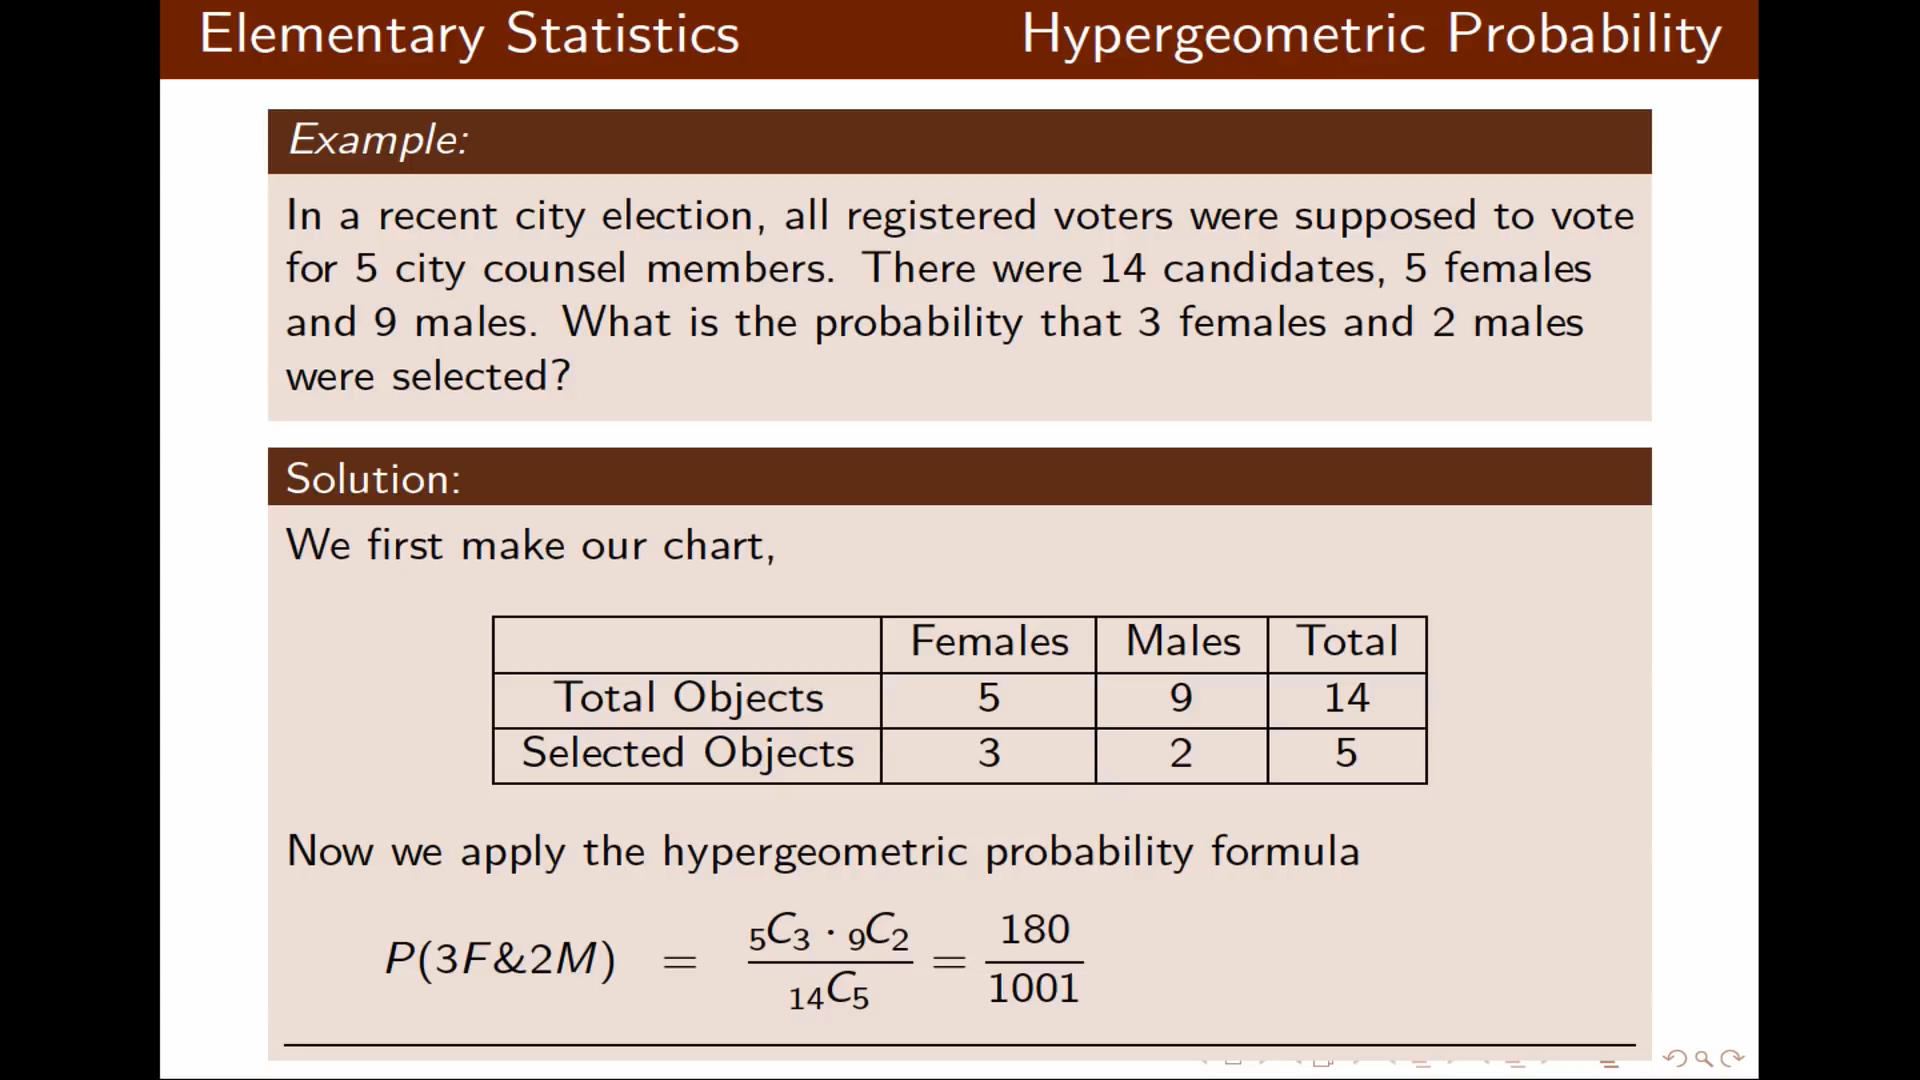 Elementary Statistics Hypergeometric Probability
Example:
In a recent city election, all registered voters were supposed to vote
for 5 city counsel members. There were 14 candidates, 5 females
and 9 males. What is the probability that 3 females and 2 males
were selected?
Solution:
We first make our chart,
Females Males Total
Total Objects 5 9 14
Selected Objects 3 2 5
Now we apply the hypergeometric probability formula
P(3F&2M) = ₅C₃ · ₉C₂ / ₁₄C₅ = 180 / 1001